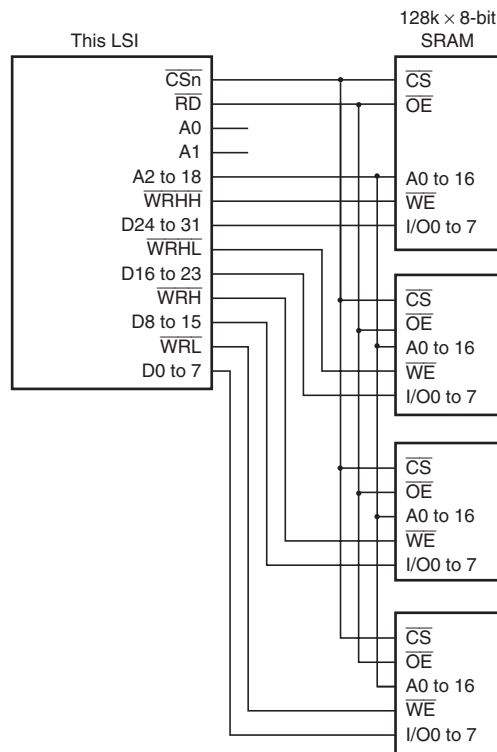 This LSI
CSn
RD
A0
A1
A2 to 18
WRHH
D24 to 31
WRHL
D16 to 23
WRH
D8 to 15
WRL
D0 to 7
128k × 8-bit
SRAM
CS
OE
A0 to 16
WE
I/O0 to 7
CS
OE
A0 to 16
WE
I/O0 to 7
CS
OE
A0 to 16
WE
I/O0 to 7
CS
OE
A0 to 16
WE
I/O0 to 7